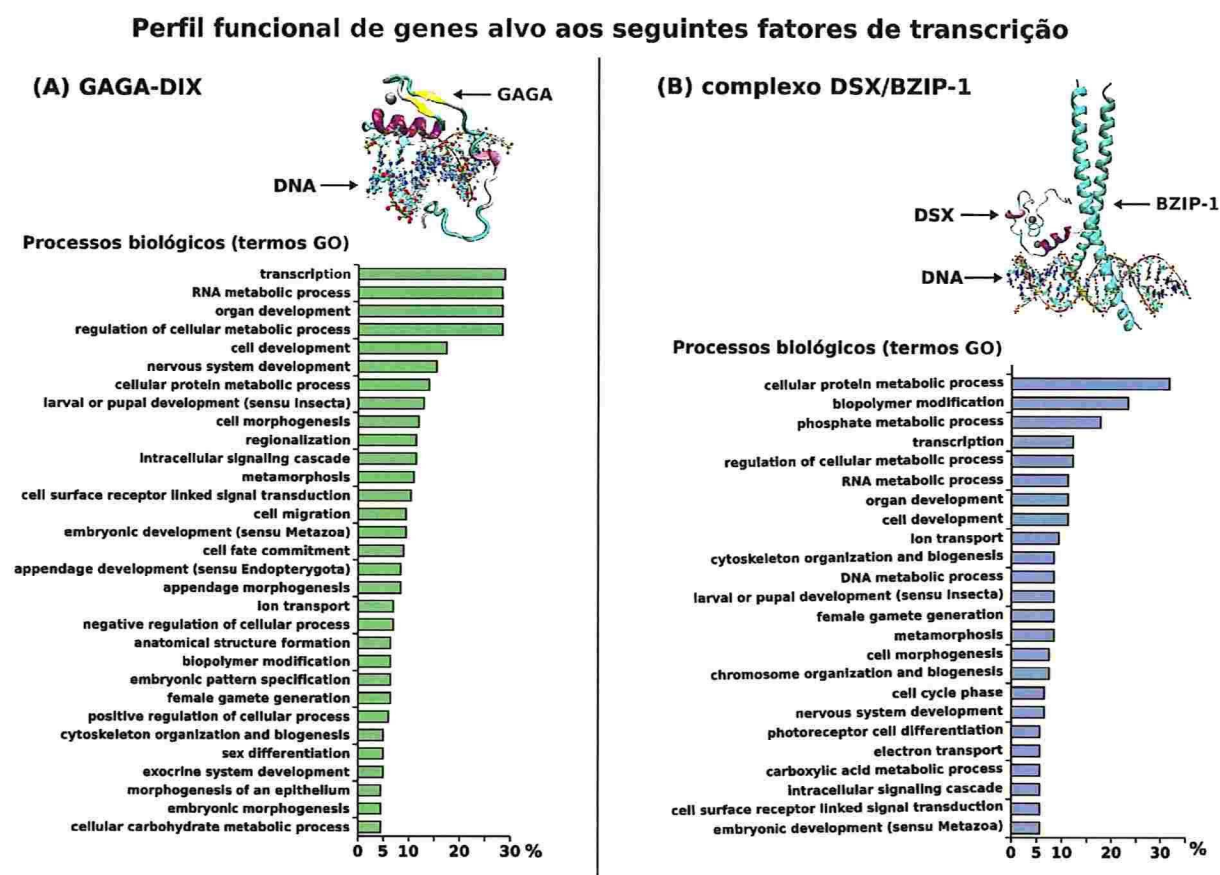 Perfil funcional de genes alvo aos seguintes fatores de transcrição
(A) GAGA-DIX
GAGA
DNA
Processos biológicos (termos GO)
transcription
RNA metabolic process
organ development
regulation of cellular metabolic process
cell development
nervous system development
cellular protein metabolic process
larval or pupal development (sensu Insecta)
cell morphogenesis
regionalization
intracellular signaling cascade
metamorphosis
cell surface receptor linked signal transduction
cell migration
embryonic development (sensu Metazoa)
cell fate commitment
appendage development (sensu Endopterygota)
appendage morphogenesis
ion transport
negative regulation of cellular process
anatomical structure formation
biopolymer modification
embryonic pattern specification
female gamete generation
positive regulation of cellular process
cytoskeleton organization and biogenesis
sex differentiation
exocrine system development
morphogenesis of an epithelium
embryonic morphogenesis
cellular carbohydrate metabolic process
0 5 10 20 30 %
(B) complexo DSX/BZIP-1
DSX
BZIP-1
DNA
Processos biológicos (termos GO)
cellular protein metabolic process
biopolymer modification
phosphate metabolic process
transcription
regulation of cellular metabolic process
RNA metabolic process
organ development
cell development
ion transport
cytoskeleton organization and biogenesis
DNA metabolic process
larval or pupal development (sensu Insecta)
female gamete generation
metamorphosis
cell morphogenesis
chromosome organization and biogenesis
cell cycle phase
nervous system development
photoreceptor cell differentiation
electron transport
carboxylic acid metabolic process
intracellular signaling cascade
cell surface receptor linked signal transduction
embryonic development (sensu Metazoa)
0 5 10 20 30 %